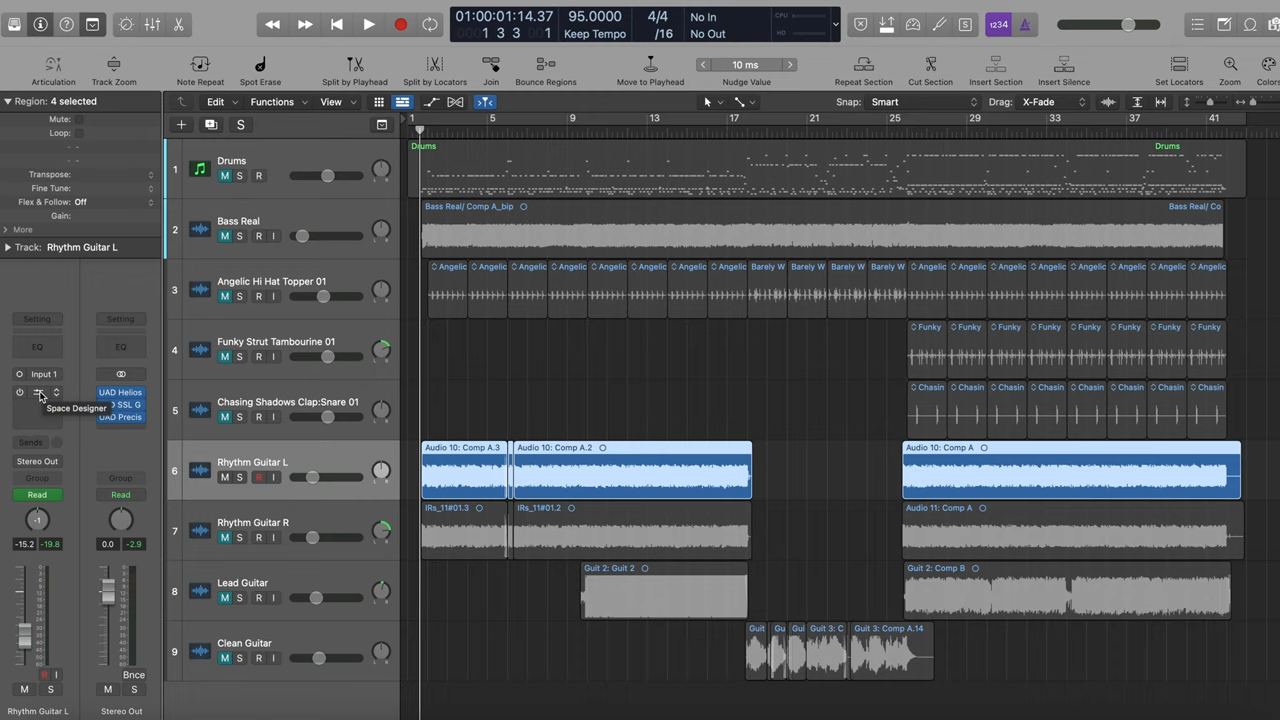 01:00:01:14.37
1 3 3 001
95.0000
Keep Tempo
4/4
/16
No In
No Out
CPU
HD
1234
Articulation
Track Zoom
Note Repeat
Spot Erase
Split by Playhead
Split by Locators
Join
Bounce Regions
Move to Playhead
10 ms
Nudge Value
Repeat Section
Cut Section
Insert Section
Insert Silence
Set Locators
Zoom
Colors
Region: 4 selected
Edit
Functions
View
Snap: Smart
Drag: X-Fade
Mute:
Loop:
Transpose:
Fine Tune:
Flex & Follow: Off
Gain:
More
Track: Rhythm Guitar L
1 5 9 13 17 21 25 29 33 37 41
1
Drums
M S R
Drums
Drums
2
Bass Real
M S R I
Bass Real/ Comp A_bip
Bass Real/ Co
3
Angelic Hi Hat Topper 01
M S R I
Angelic Angelic Angelic Angelic Angelic Angelic Angelic Angelic Barely W Barely W Barely W Barely W Angelic Angelic Angelic Angelic Angelic Angelic Angelic Angelic
4
Funky Strut Tambourine 01
M S R I
Funky Funky Funky Funky Funky Funky Funky Funky
5
Chasing Shadows Clap:Snare 01
M S R I
Chasin Chasin Chasin Chasin Chasin Chasin Chasin Chasin
6
Rhythm Guitar L
M S R I
Audio 10: Comp A.3
Audio 10: Comp A.2
Audio 10: Comp A
7
Rhythm Guitar R
M S R I
IRs_11#01.3
IRs_11#01.2
Audio 11: Comp A
8
Lead Guitar
M S R I
Guit 2: Guit 2
Guit 2: Comp B
9
Clean Guitar
M S R I
Guit Gu Gui Guit 3: C Guit 3: Comp A.14
Setting Setting
EQ EQ
Input 1
UAD Helios
D SSL G
UAD Precis
Space Designer
Sends
Stereo Out
Group Group
Read Read
-1
-15.2 -19.8 0.0 -2.9
R I
Bnce
M S M S
Rhythm Guitar L
Stereo Out